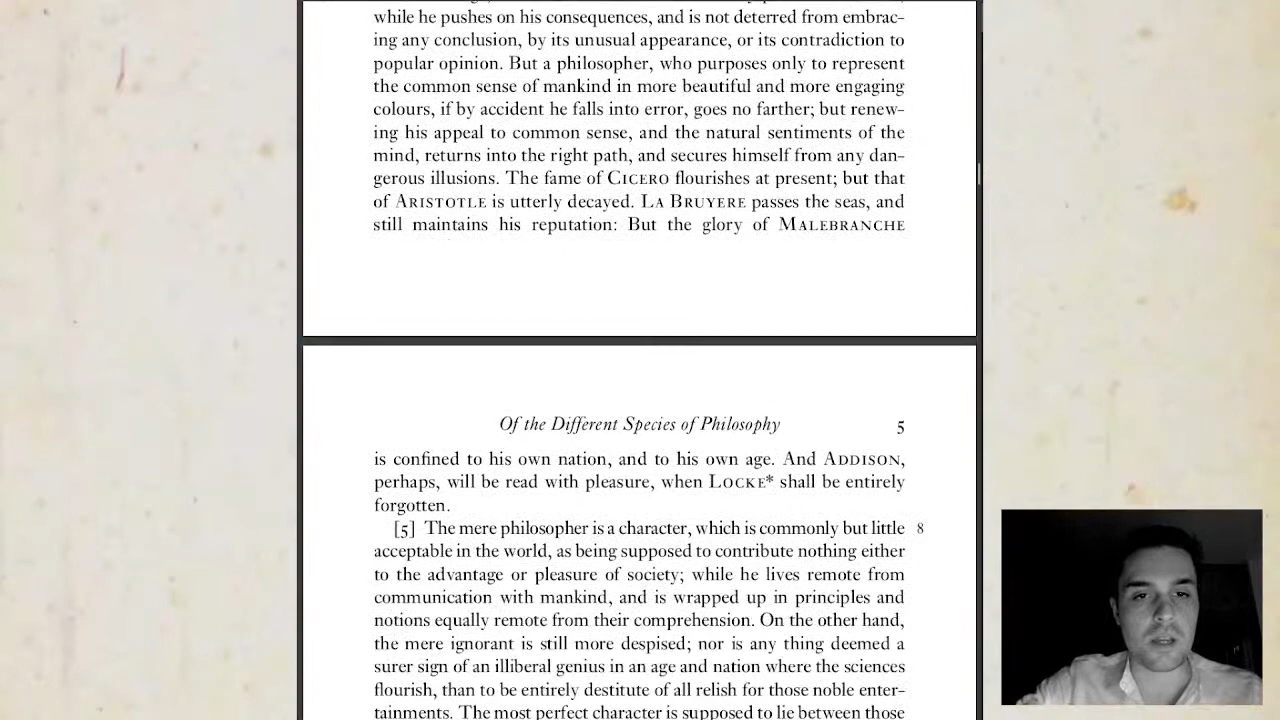 while he pushes on his consequences, and is not deterred from embrac-
ing any conclusion, by its unusual appearance, or its contradiction to
popular opinion. But a philosopher, who purposes only to represent
the common sense of mankind in more beautiful and more engaging
colours, if by accident he falls into error, goes no farther; but renew-
ing his appeal to common sense, and the natural sentiments of the
mind, returns into the right path, and secures himself from any dan-
gerous illusions. The fame of CICERO flourishes at present; but that
of ARISTOTLE is utterly decayed. LA BRUYERE passes the seas, and
still maintains his reputation: But the glory of MALEBRANCHE
Of the Different Species of Philosophy 5
is confined to his own nation, and to his own age. And ADDISON,
perhaps, will be read with pleasure, when LOCKE* shall be entirely
forgotten.
[5] The mere philosopher is a character, which is commonly but little 8
acceptable in the world, as being supposed to contribute nothing either
to the advantage or pleasure of society; while he lives remote from
communication with mankind, and is wrapped up in principles and
notions equally remote from their comprehension. On the other hand,
the mere ignorant is still more despised; nor is any thing deemed a
surer sign of an illiberal genius in an age and nation where the sciences
flourish, than to be entirely destitute of all relish for those noble enter-
tainments. The most perfect character is supposed to lie between those